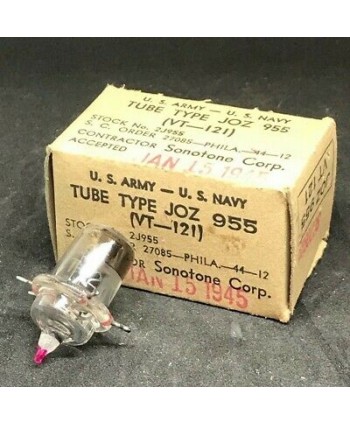 U. S. ARMY — U. S. NAVY
TUBE TYPE JOZ 955
(VT—121)
STOCK No. 2J955
S. C. ORDER 27085—PHILA.—44—12
CONTRACTOR Sonotone Corp.
ACCEPTED JAN 15 1945
U. S. ARMY — U. S. NAVY
TUBE TYPE JOZ 955
(VT—121)
STOCK No. 2J955
27085—PHILA.—44—12
Sonotone Corp.
JAN 15 1945